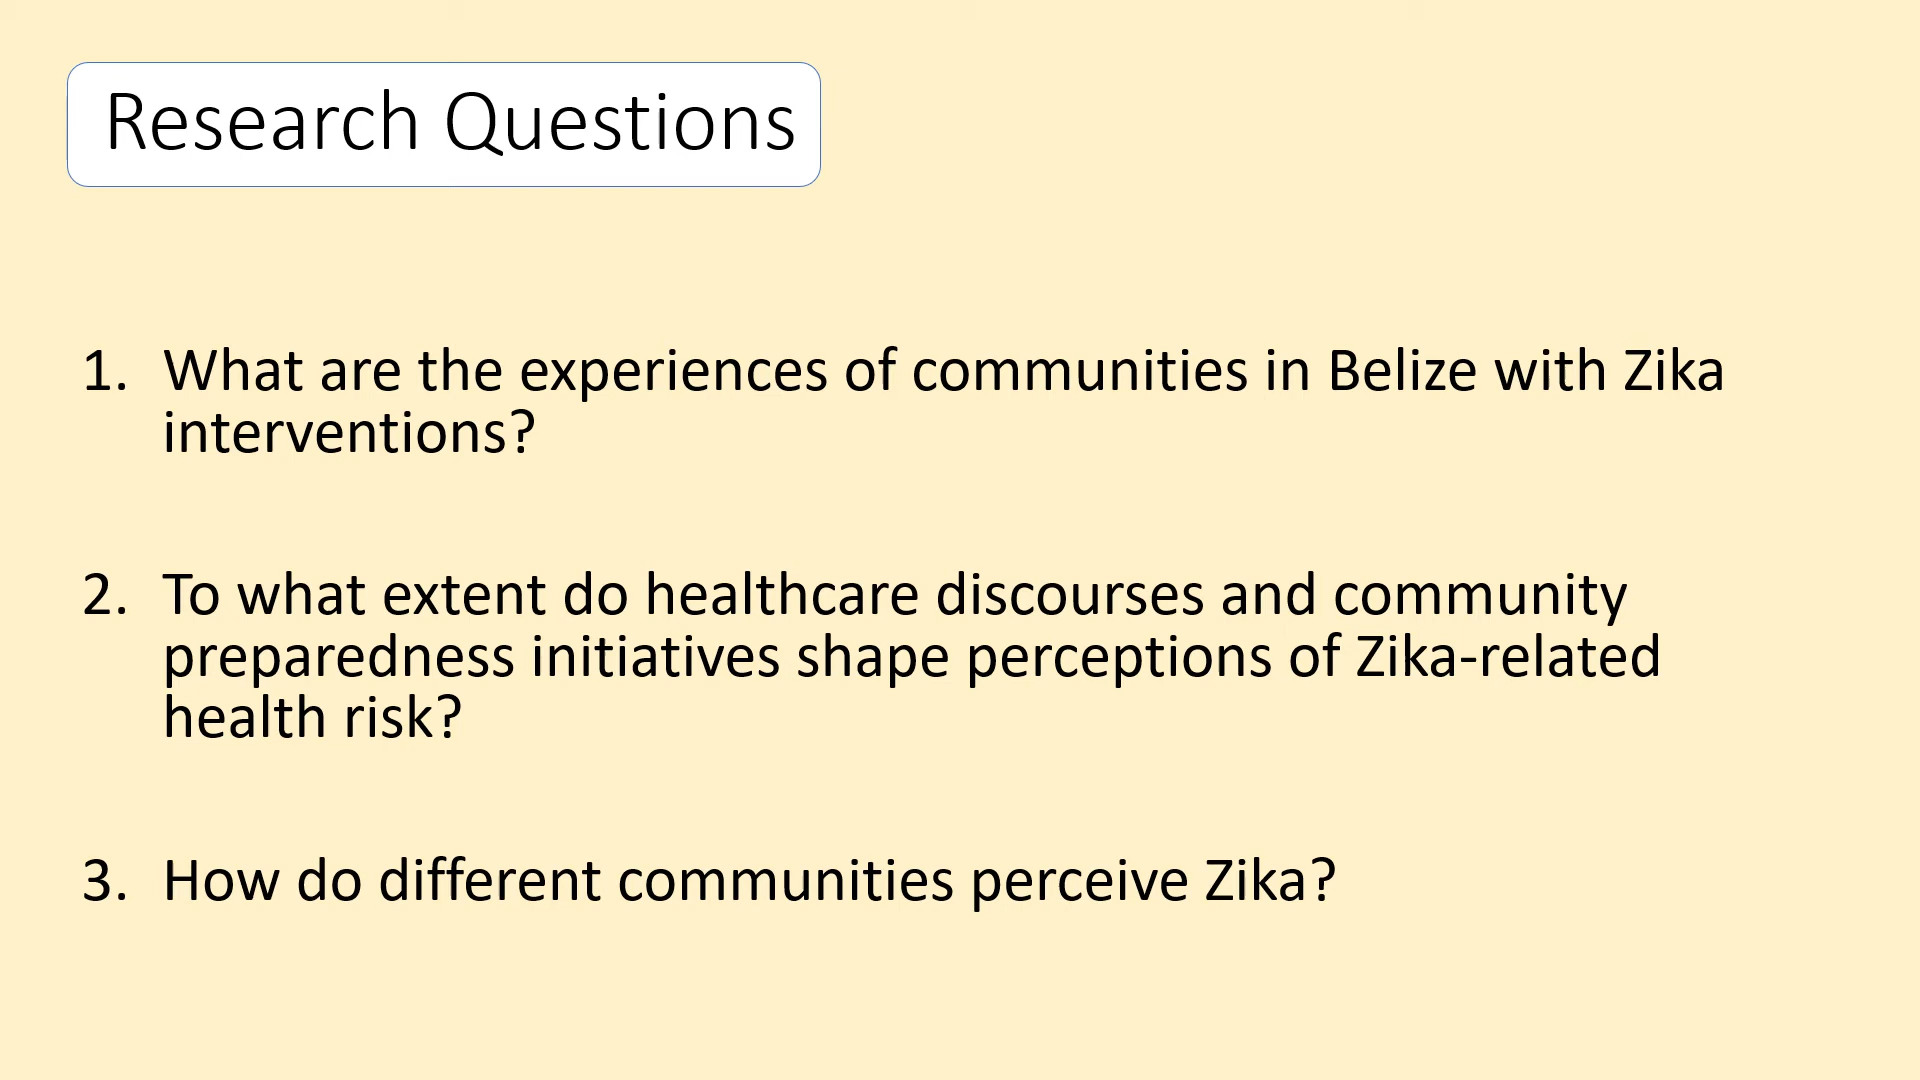 Research Questions
1. What are the experiences of communities in Belize with Zika
interventions?
2. To what extent do healthcare discourses and community
preparedness initiatives shape perceptions of Zika-related
health risk?
3. How do different communities perceive Zika?